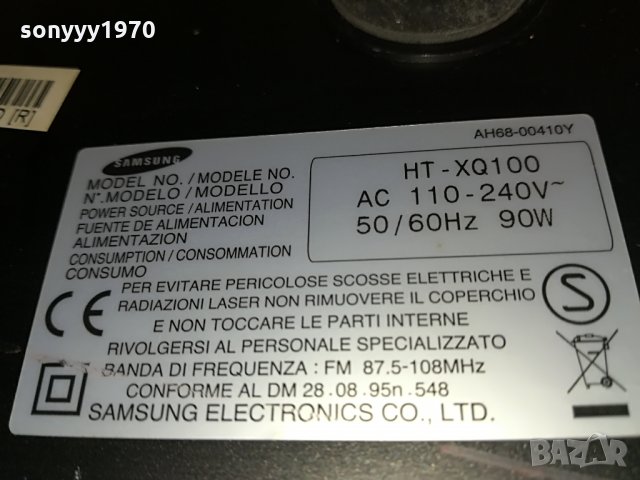 sonyyy1970
[R]
AH68-00410Y
SAMSUNG
MODEL NO./MODELE NO.
N°.MODELO/MODELLO
POWER SOURCE/ALIMENTATION
FUENTE DE ALIMENTACION
ALIMENTAZION
CONSUMPTION/CONSOMMATION
CONSUMO
HT-XQ100
AC 110-240V~
50/60Hz 90W
PER EVITARE PERICOLOSE SCOSSE ELETTRICHE E
RADIAZIONI LASER NON RIMUOVERE IL COPERCHIO
E NON TOCCARE LE PARTI INTERNE
RIVOLGERSI AL PERSONALE SPECIALIZZATO
BANDA DI FREQUENZA : FM 87.5-108MHz
CONFORME AL DM 28.08.95n.548
SAMSUNG ELECTRONICS CO., LTD.
CE
S
BAZAR